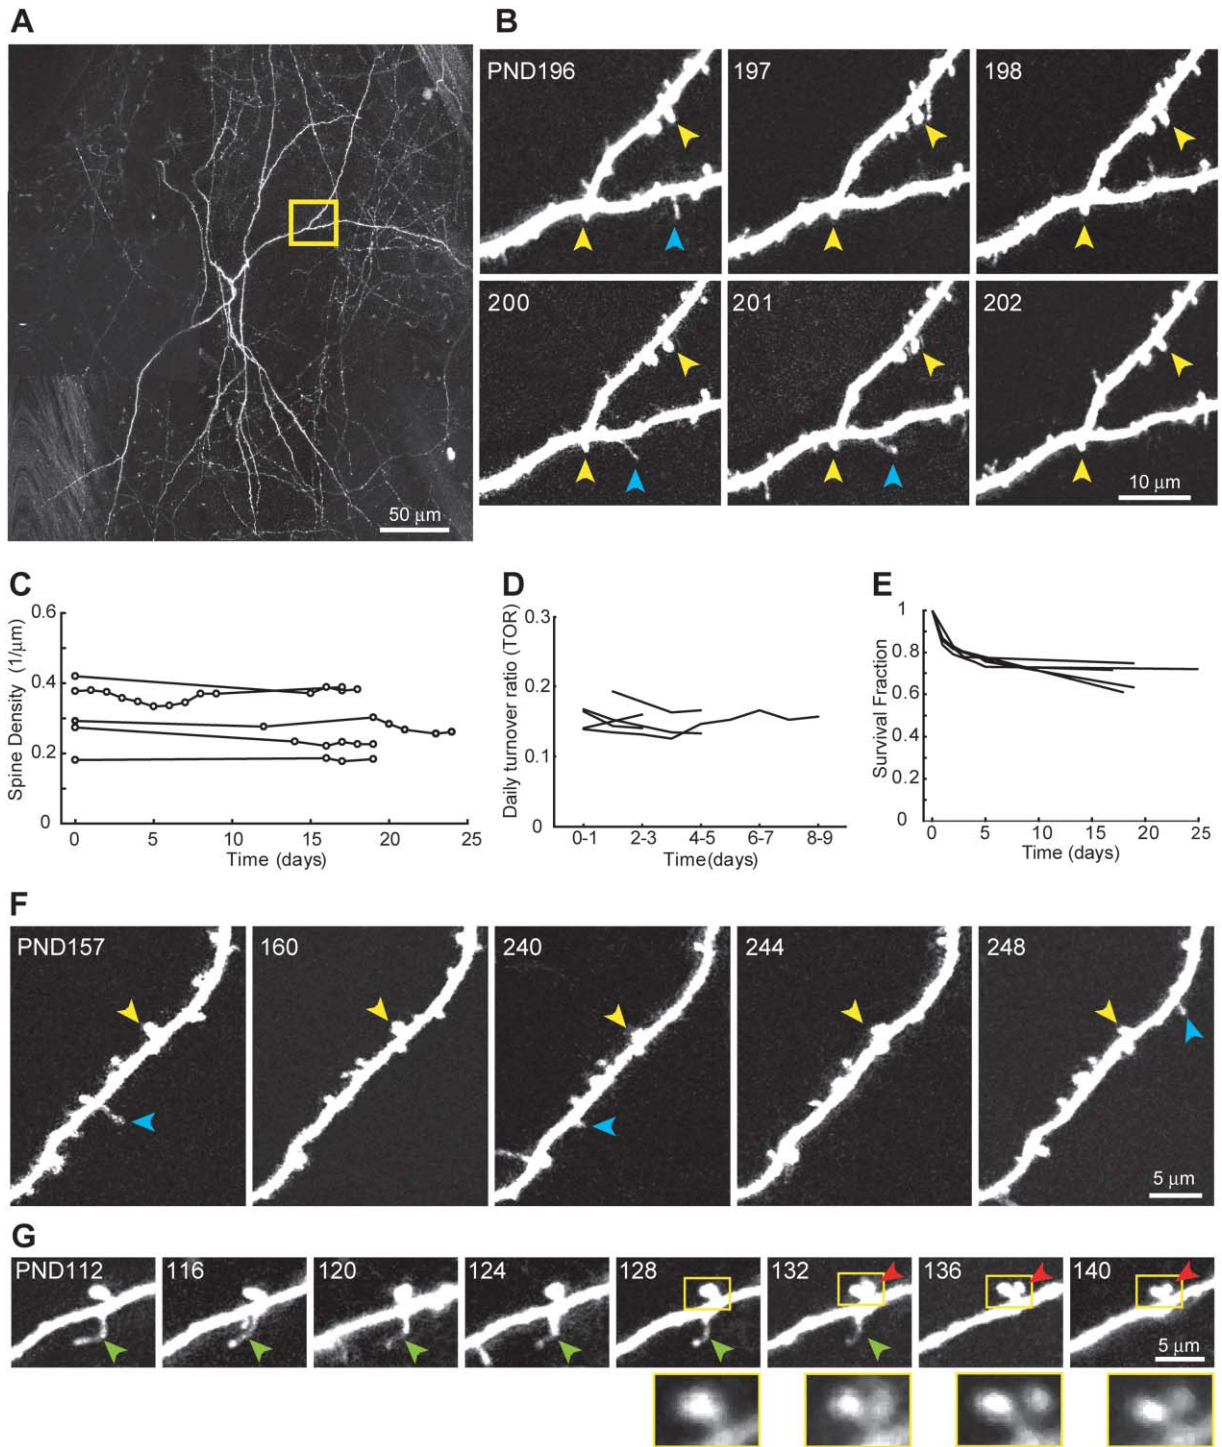 A
B
PND196
197
198
200
201
202
50 μm
10 μm
C
D
E
Spine Density (1/μm)
0.6
0.4
0.2
0
0
5
10
15
20
25
Time (days)
Daily turnover ratio (TOR)
0.3
0.2
0.1
0
0-1
2-3
4-5
6-7
8-9
Time(days)
Survival Fraction
1
0.8
0.6
0.4
0.2
0
0
5
10
15
20
25
Time (days)
F
PND157
160
240
244
248
5 μm
G
PND112
116
120
124
128
132
136
140
5 μm